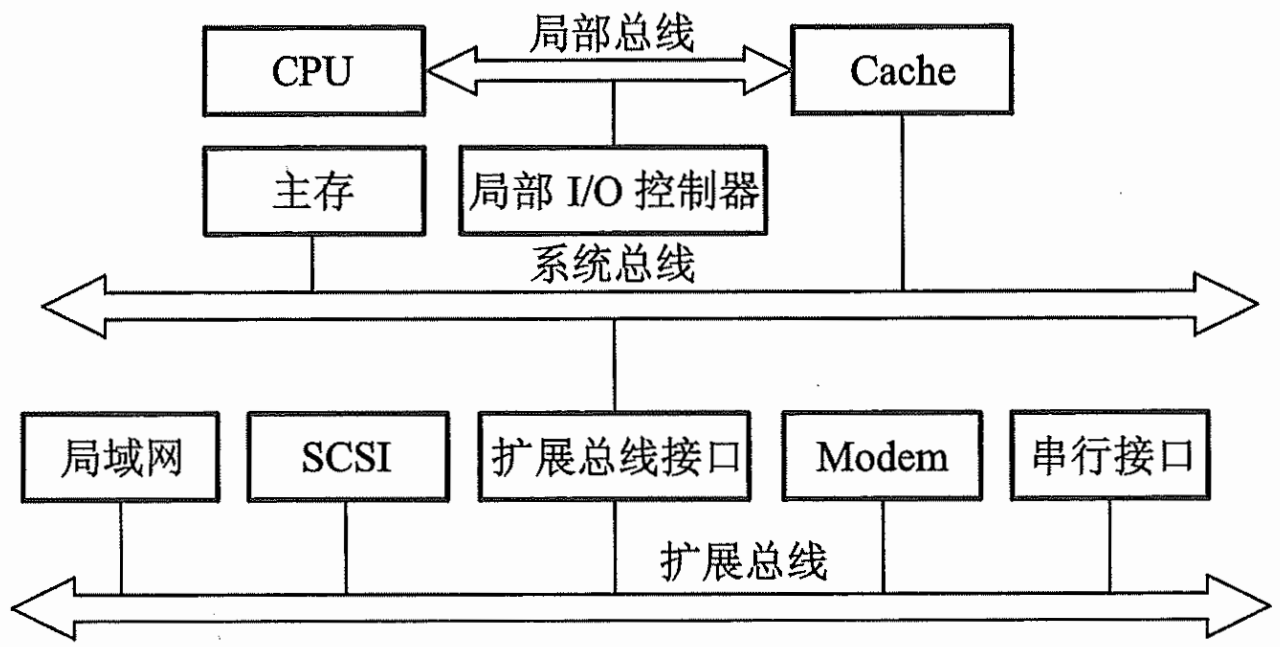 局部总线
CPU
Cache
主存
局部 I/O 控制器
系统总线
局域网
SCSI
扩展总线接口
Modem
串行接口
扩展总线